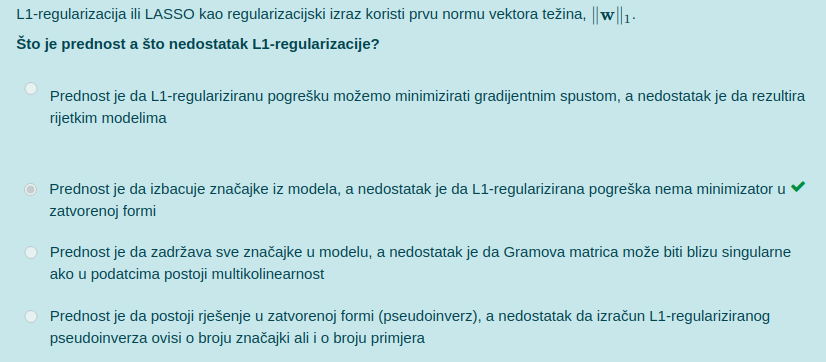 L1-regularizacija ili LASSO kao regularizacijski izraz koristi prvu normu vektora težina, ||w||₁.
Što je prednost a što nedostatak L1-regularizacije?
Prednost je da L1-regulariziranu pogrešku možemo minimizirati gradijentnim spustom, a nedostatak je da rezultira
rijetkim modelima
Prednost je da izbacuje značajke iz modela, a nedostatak je da L1-regularizirana pogreška nema minimizator u ✔
zatvorenoj formi
Prednost je da zadržava sve značajke u modelu, a nedostatak je da Gramova matrica može biti blizu singularne
ako u podatcima postoji multikolinearnost
Prednost je da postoji rješenje u zatvorenoj formi (pseudoinverz), a nedostatak da izračun L1-regulariziranog
pseudoinverza ovisi o broju značajki ali i o broju primjera